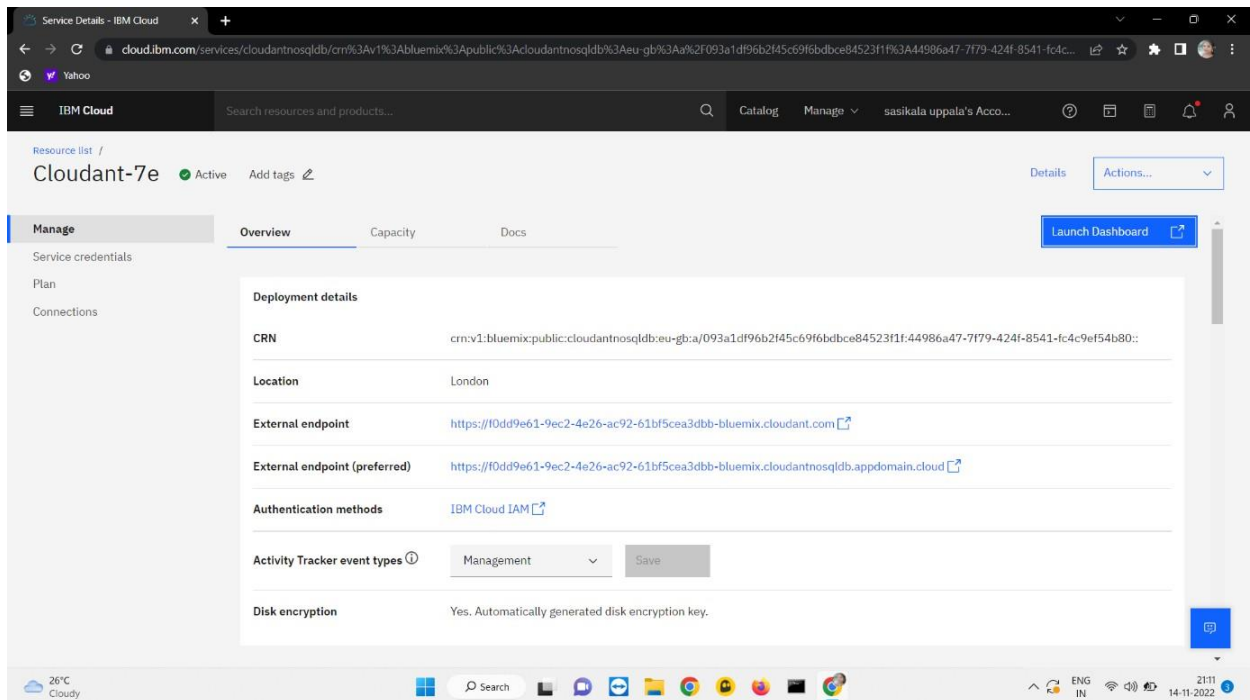 Service Details - IBM Cloud
cloud.ibm.com/services/cloudantnosqldb/crn%3Av1%3Abluemix%3Apublic%3Acloudantnosqldb%3Aeu-gb%3Aa%2F093a1df96b2f45c69f6bdbce84523f1f%3A44986a47-7f79-424f-8541-fc4c...
Yahoo
IBM Cloud Search resources and products... Catalog Manage sasikala uppala's Acco...
Resource list /
Cloudant-7e Active Add tags Details Actions...
Manage Overview Capacity Docs Launch Dashboard
Service credentials
Plan
Connections
Deployment details
CRN crn:v1:bluemix:public:cloudantnosqldb:eu-gb:a/093a1df96b2f45c69f6bdbce84523f1f:44986a47-7f79-424f-8541-fc4c9ef54b80::
Location London
External endpoint https://f0dd9e61-9ec2-4e26-ac92-61bf5cea3dbb-bluemix.cloudant.com
External endpoint (preferred) https://f0dd9e61-9ec2-4e26-ac92-61bf5cea3dbb-bluemix.cloudantnosqldb.appdomain.cloud
Authentication methods IBM Cloud IAM
Activity Tracker event types Management Save
Disk encryption Yes. Automatically generated disk encryption key.
26°C
Cloudy
Search
ENG
IN
21:11
14-11-2022
3